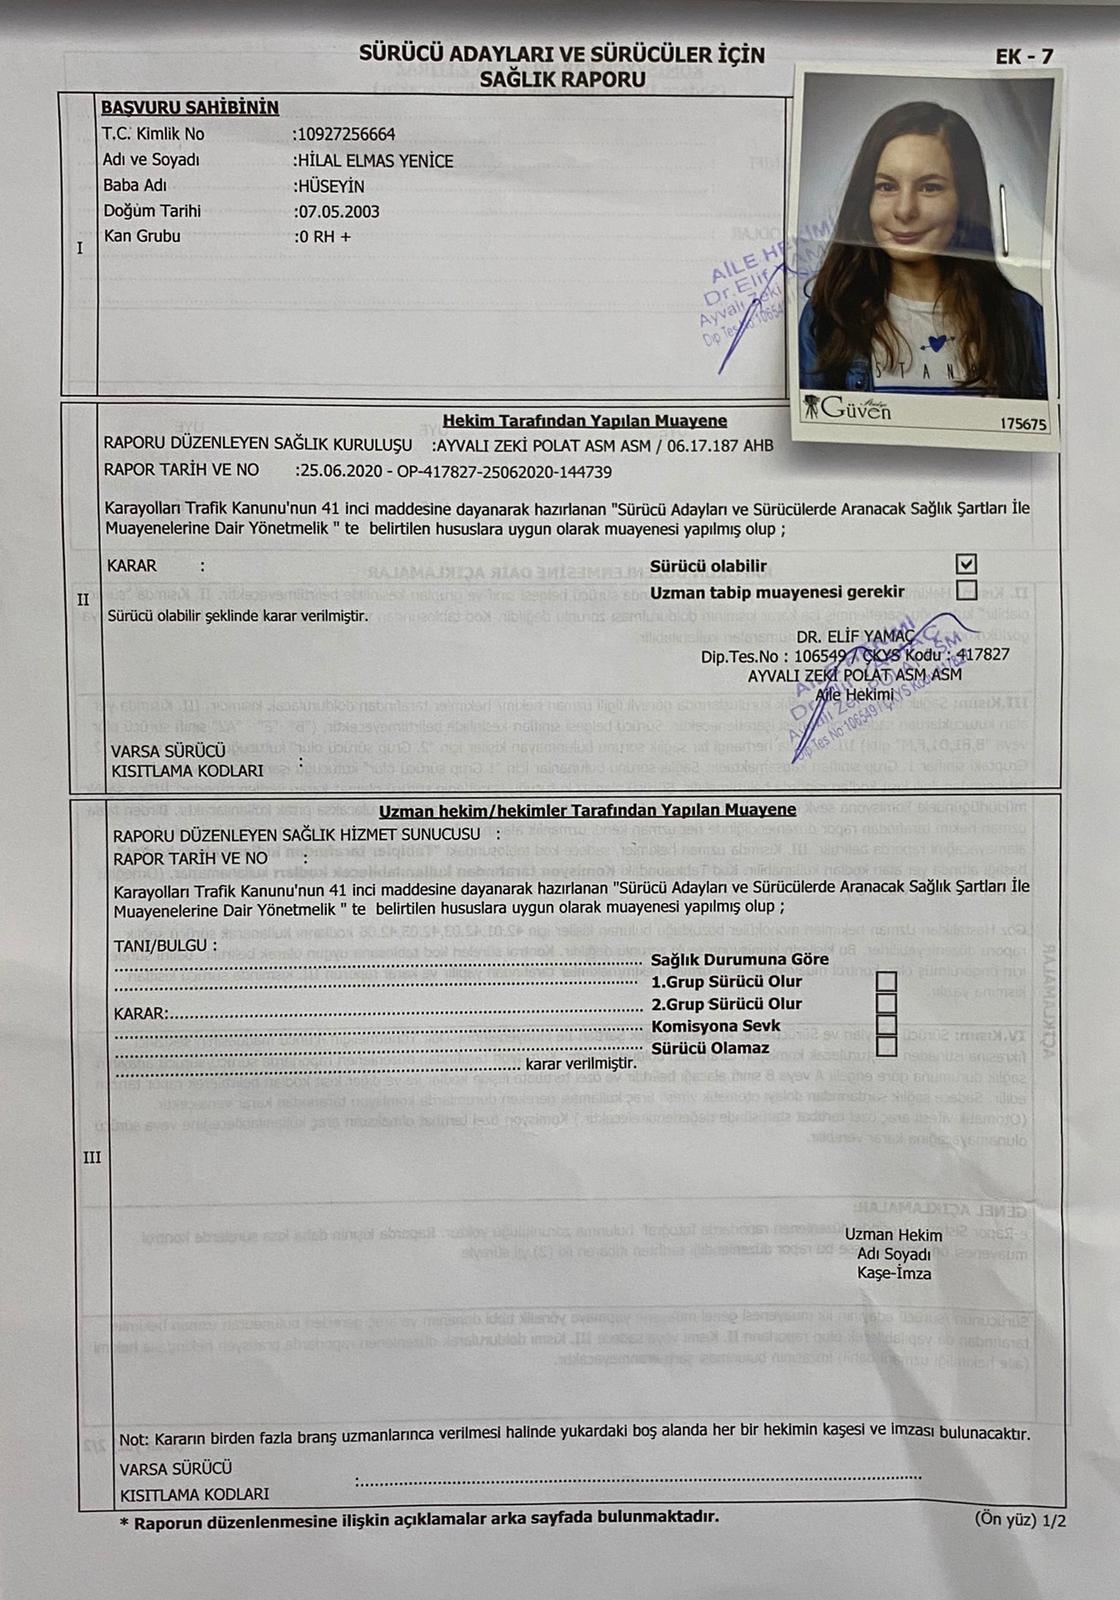 SÜRÜCÜ ADAYLARI VE SÜRÜCÜLER İÇİN
SAĞLIK RAPORU
EK - 7
I
BAŞVURU SAHİBİNİN
T.C. Kimlik No :10927256664
Adı ve Soyadı :HİLAL ELMAS YENİCE
Baba Adı :HÜSEYİN
Doğum Tarihi :07.05.2003
Kan Grubu :0 RH +
AİLE HEKİMİ
Dr. Elif
Ayvalı Zeki
Dip Tes No 10654
S T A N
Güven
175675
II
Hekim Tarafından Yapılan Muayene
RAPORU DÜZENLEYEN SAĞLIK KURULUŞU :AYVALI ZEKİ POLAT ASM ASM / 06.17.187 AHB
RAPOR TARİH VE NO :25.06.2020 - OP-417827-25062020-144739
Karayolları Trafik Kanunu'nun 41 inci maddesine dayanarak hazırlanan "Sürücü Adayları ve Sürücülerde Aranacak Sağlık Şartları İle
Muayenelerine Dair Yönetmelik " te belirtilen hususlara uygun olarak muayenesi yapılmış olup ;
KARAR :
Sürücü olabilir
Uzman tabip muayenesi gerekir
Sürücü olabilir şeklinde karar verilmiştir.
DR. ELİF YAMAÇ
Dip.Tes.No : 106549 / ÇKYS Kodu : 417827
AYVALI ZEKİ POLAT ASM ASM
Aile Hekimi
VARSA SÜRÜCÜ
KISITLAMA KODLARI :
III
Uzman hekim/hekimler Tarafından Yapılan Muayene
RAPORU DÜZENLEYEN SAĞLIK HİZMET SUNUCUSU :
RAPOR TARİH VE NO :
Karayolları Trafik Kanunu'nun 41 inci maddesine dayanarak hazırlanan "Sürücü Adayları ve Sürücülerde Aranacak Sağlık Şartları İle
Muayenelerine Dair Yönetmelik " te belirtilen hususlara uygun olarak muayenesi yapılmış olup ;
TANI/BULGU :
Sağlık Durumuna Göre
1.Grup Sürücü Olur
2.Grup Sürücü Olur
Komisyona Sevk
Sürücü Olamaz
KARAR:
karar verilmiştir.
Uzman Hekim
Adı Soyadı
Kaşe-İmza
Not: Kararın birden fazla branş uzmanlarınca verilmesi halinde yukardaki boş alanda her bir hekimin kaşesi ve imzası bulunacaktır.
VARSA SÜRÜCÜ
KISITLAMA KODLARI :
* Raporun düzenlenmesine ilişkin açıklamalar arka sayfada bulunmaktadır.
(Ön yüz) 1/2